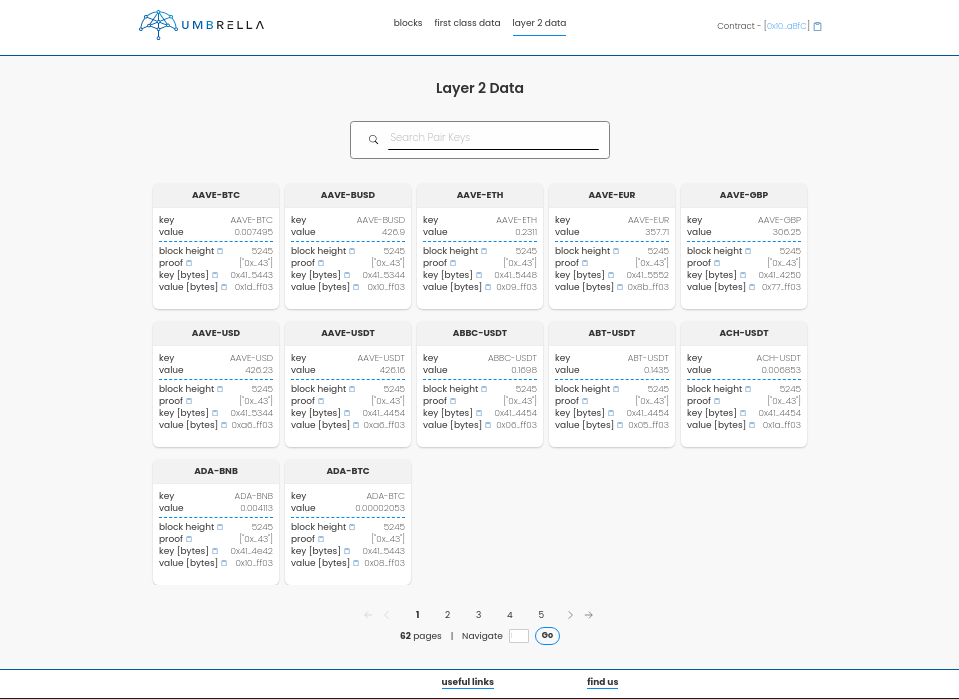 UMBRELLA
blocks first class data layer 2 data
Contract - [0x10...aBfC]
Layer 2 Data
Search Pair Keys
AAVE-BTC
key AAVE-BTC
value 0.007495
block height 5245
proof ["0x...43"]
key [bytes] 0x41...5443
value [bytes] 0x1d...ff03
AAVE-BUSD
key AAVE-BUSD
value 426.9
block height 5245
proof ["0x...43"]
key [bytes] 0x41...5344
value [bytes] 0x10...ff03
AAVE-ETH
key AAVE-ETH
value 0.2311
block height 5245
proof ["0x...43"]
key [bytes] 0x41...5448
value [bytes] 0x09...ff03
AAVE-EUR
key AAVE-EUR
value 357.71
block height 5245
proof ["0x...43"]
key [bytes] 0x41...5552
value [bytes] 0x8b...ff03
AAVE-GBP
key AAVE-GBP
value 306.25
block height 5245
proof ["0x...43"]
key [bytes] 0x41...4250
value [bytes] 0x77...ff03
AAVE-USD
key AAVE-USD
value 426.23
block height 5245
proof ["0x...43"]
key [bytes] 0x41...5344
value [bytes] 0xa6...ff03
AAVE-USDT
key AAVE-USDT
value 426.16
block height 5245
proof ["0x...43"]
key [bytes] 0x41...4454
value [bytes] 0xa6...ff03
ABBC-USDT
key ABBC-USDT
value 0.1698
block height 5245
proof ["0x...43"]
key [bytes] 0x41...4454
value [bytes] 0x06...ff03
ABT-USDT
key ABT-USDT
value 0.1435
block height 5245
proof ["0x...43"]
key [bytes] 0x41...4454
value [bytes] 0x05...ff03
ACH-USDT
key ACH-USDT
value 0.006853
block height 5245
proof ["0x...43"]
key [bytes] 0x41...4454
value [bytes] 0x1a...ff03
ADA-BNB
key ADA-BNB
value 0.004113
block height 5245
proof ["0x...43"]
key [bytes] 0x41...4e42
value [bytes] 0x10...ff03
ADA-BTC
key ADA-BTC
value 0.00002053
block height 5245
proof ["0x...43"]
key [bytes] 0x41...5443
value [bytes] 0x08...ff03
1 2 3 4 5
62 pages | Navigate Go
useful links find us